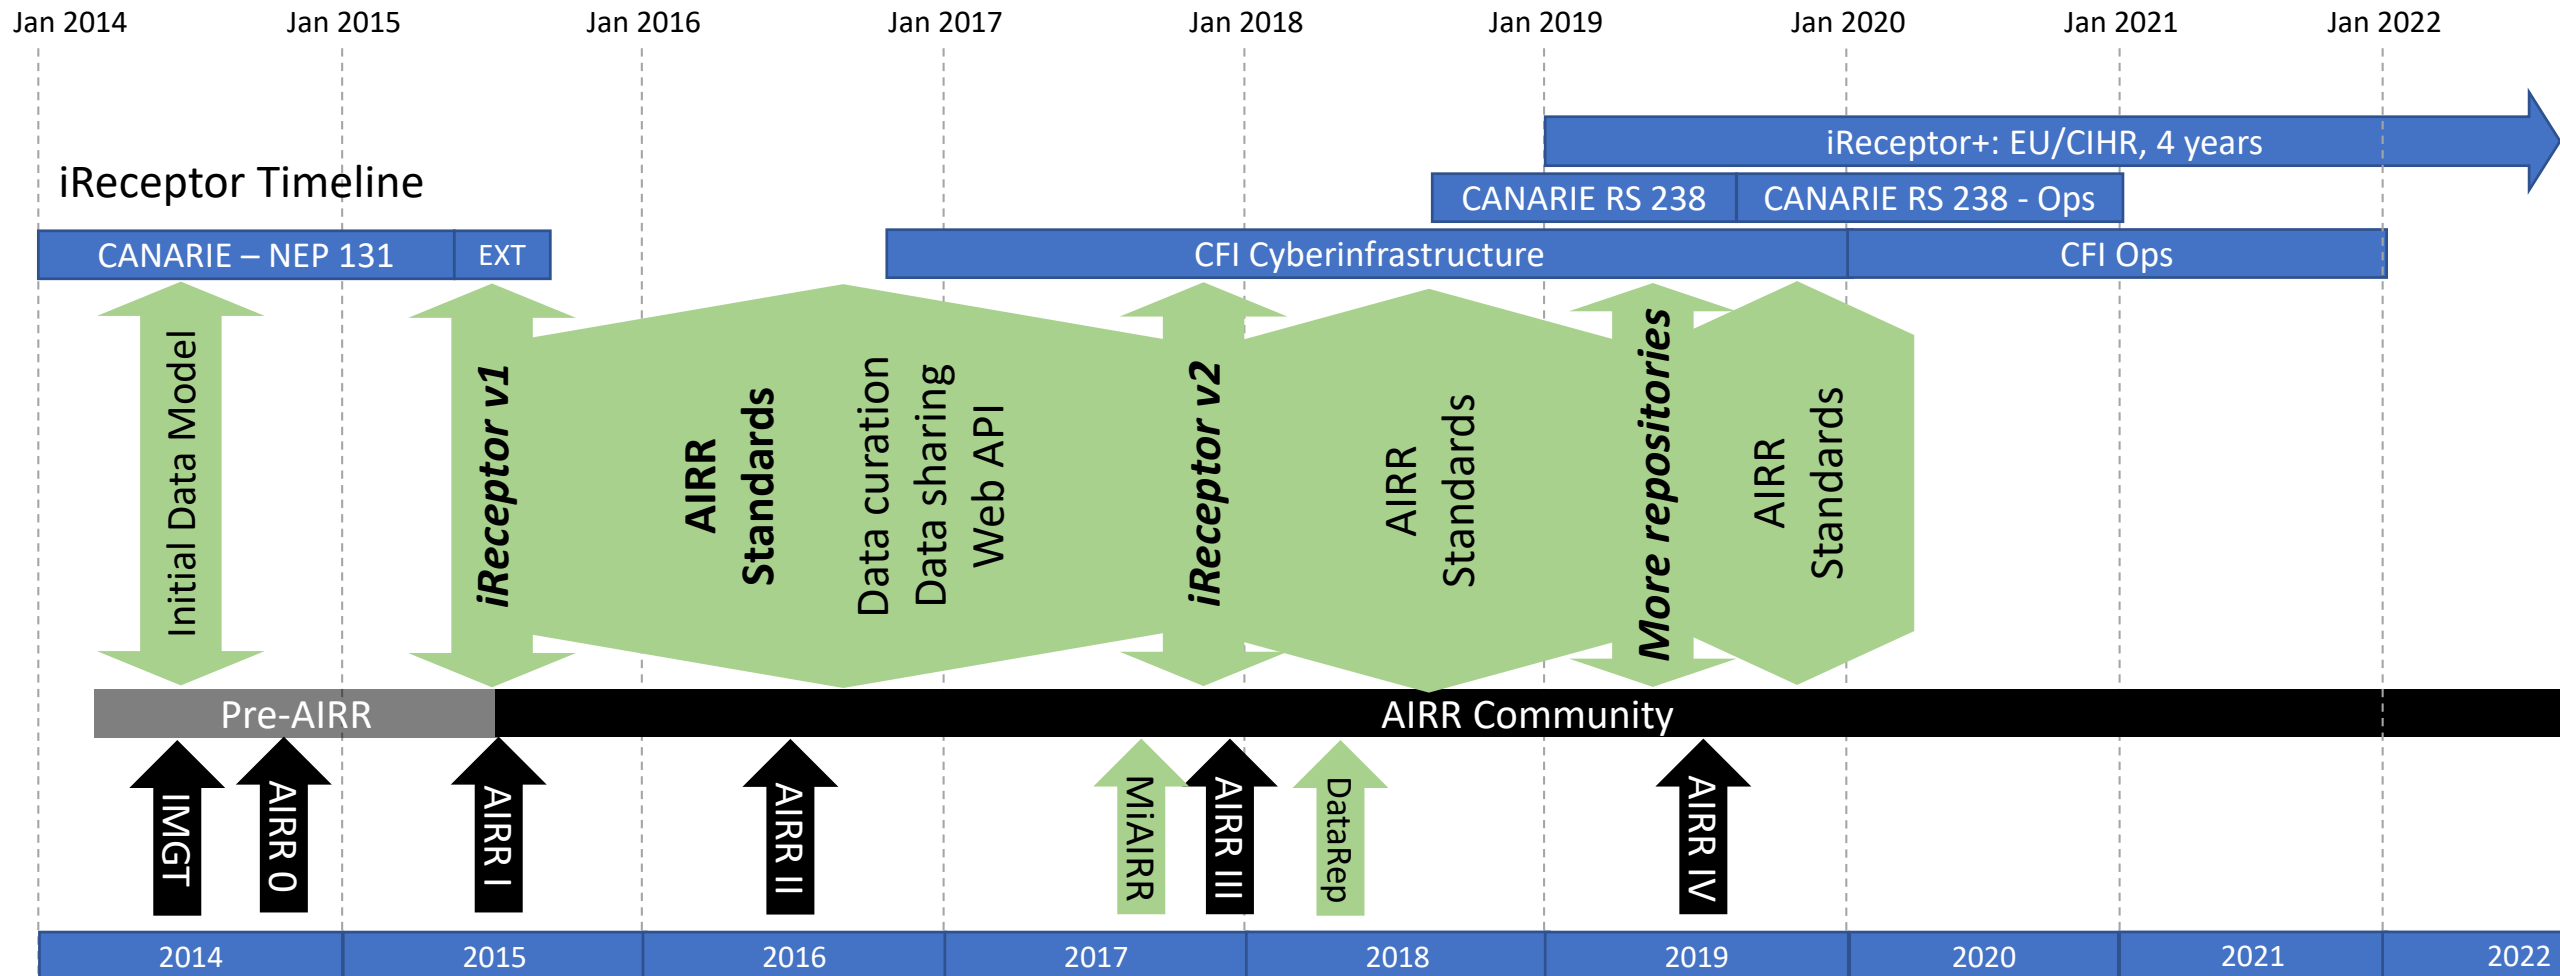 Jan 2014
Jan 2015
Jan 2016
Jan 2017
Jan 2018
Jan 2019
Jan 2020
Jan 2021
Jan 2022
iReceptor+: EU/CIHR, 4 years
iReceptor Timeline
CANARIE RS 238
CANARIE RS 238 - Ops
CANARIE – NEP 131
EXT
CFI Cyberinfrastructure
CFI Ops
Initial Data Model
iReceptor v1
AIRR
Standards
Data curation
Data sharing
Web API
iReceptor v2
AIRR
Standards
More repositories
AIRR
Standards
Pre-AIRR
AIRR Community
IMGT
AIRR 0
AIRR I
AIRR II
MiAIRR
AIRR III
DataRep
AIRR IV
2014
2015
2016
2017
2018
2019
2020
2021
2022